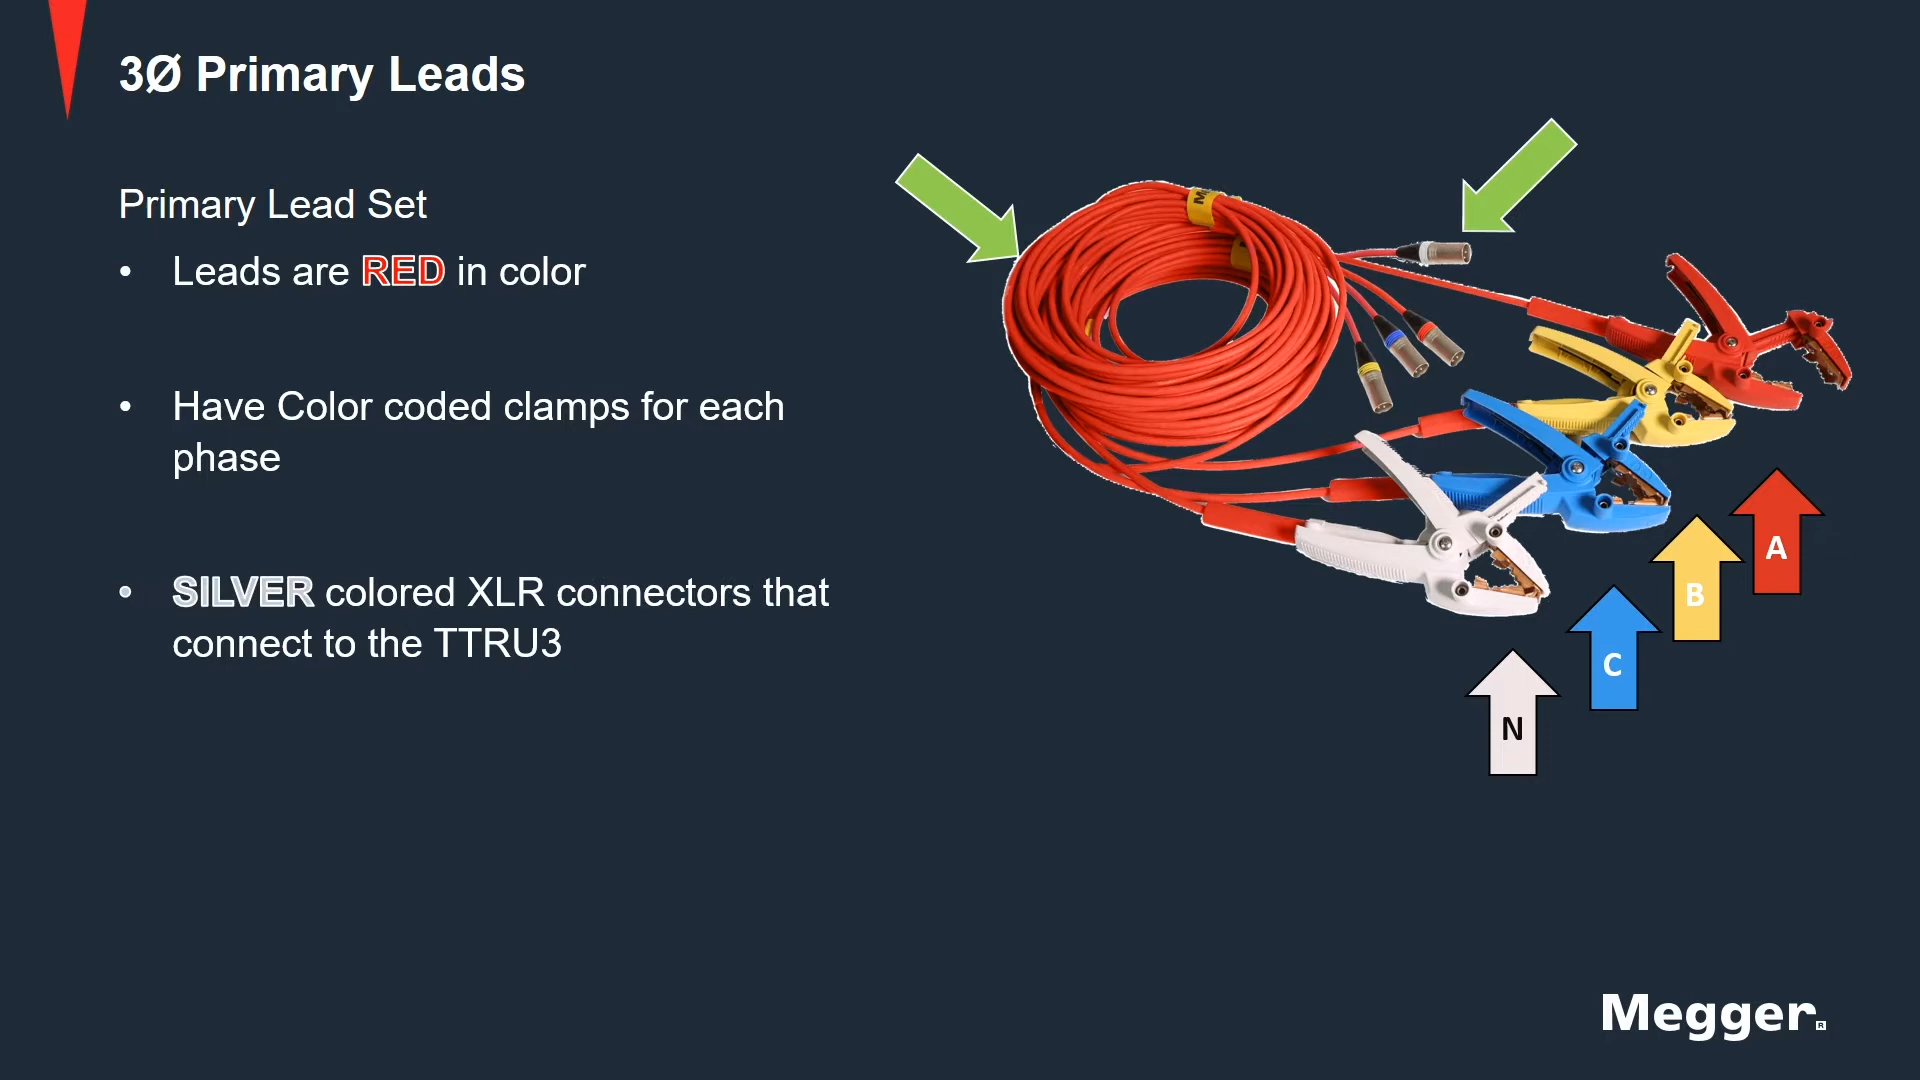 3Ø Primary Leads
Primary Lead Set
• Leads are RED in color
• Have Color coded clamps for each
phase
• SILVER colored XLR connectors that
connect to the TTRU3
A
B
C
N
Megger®